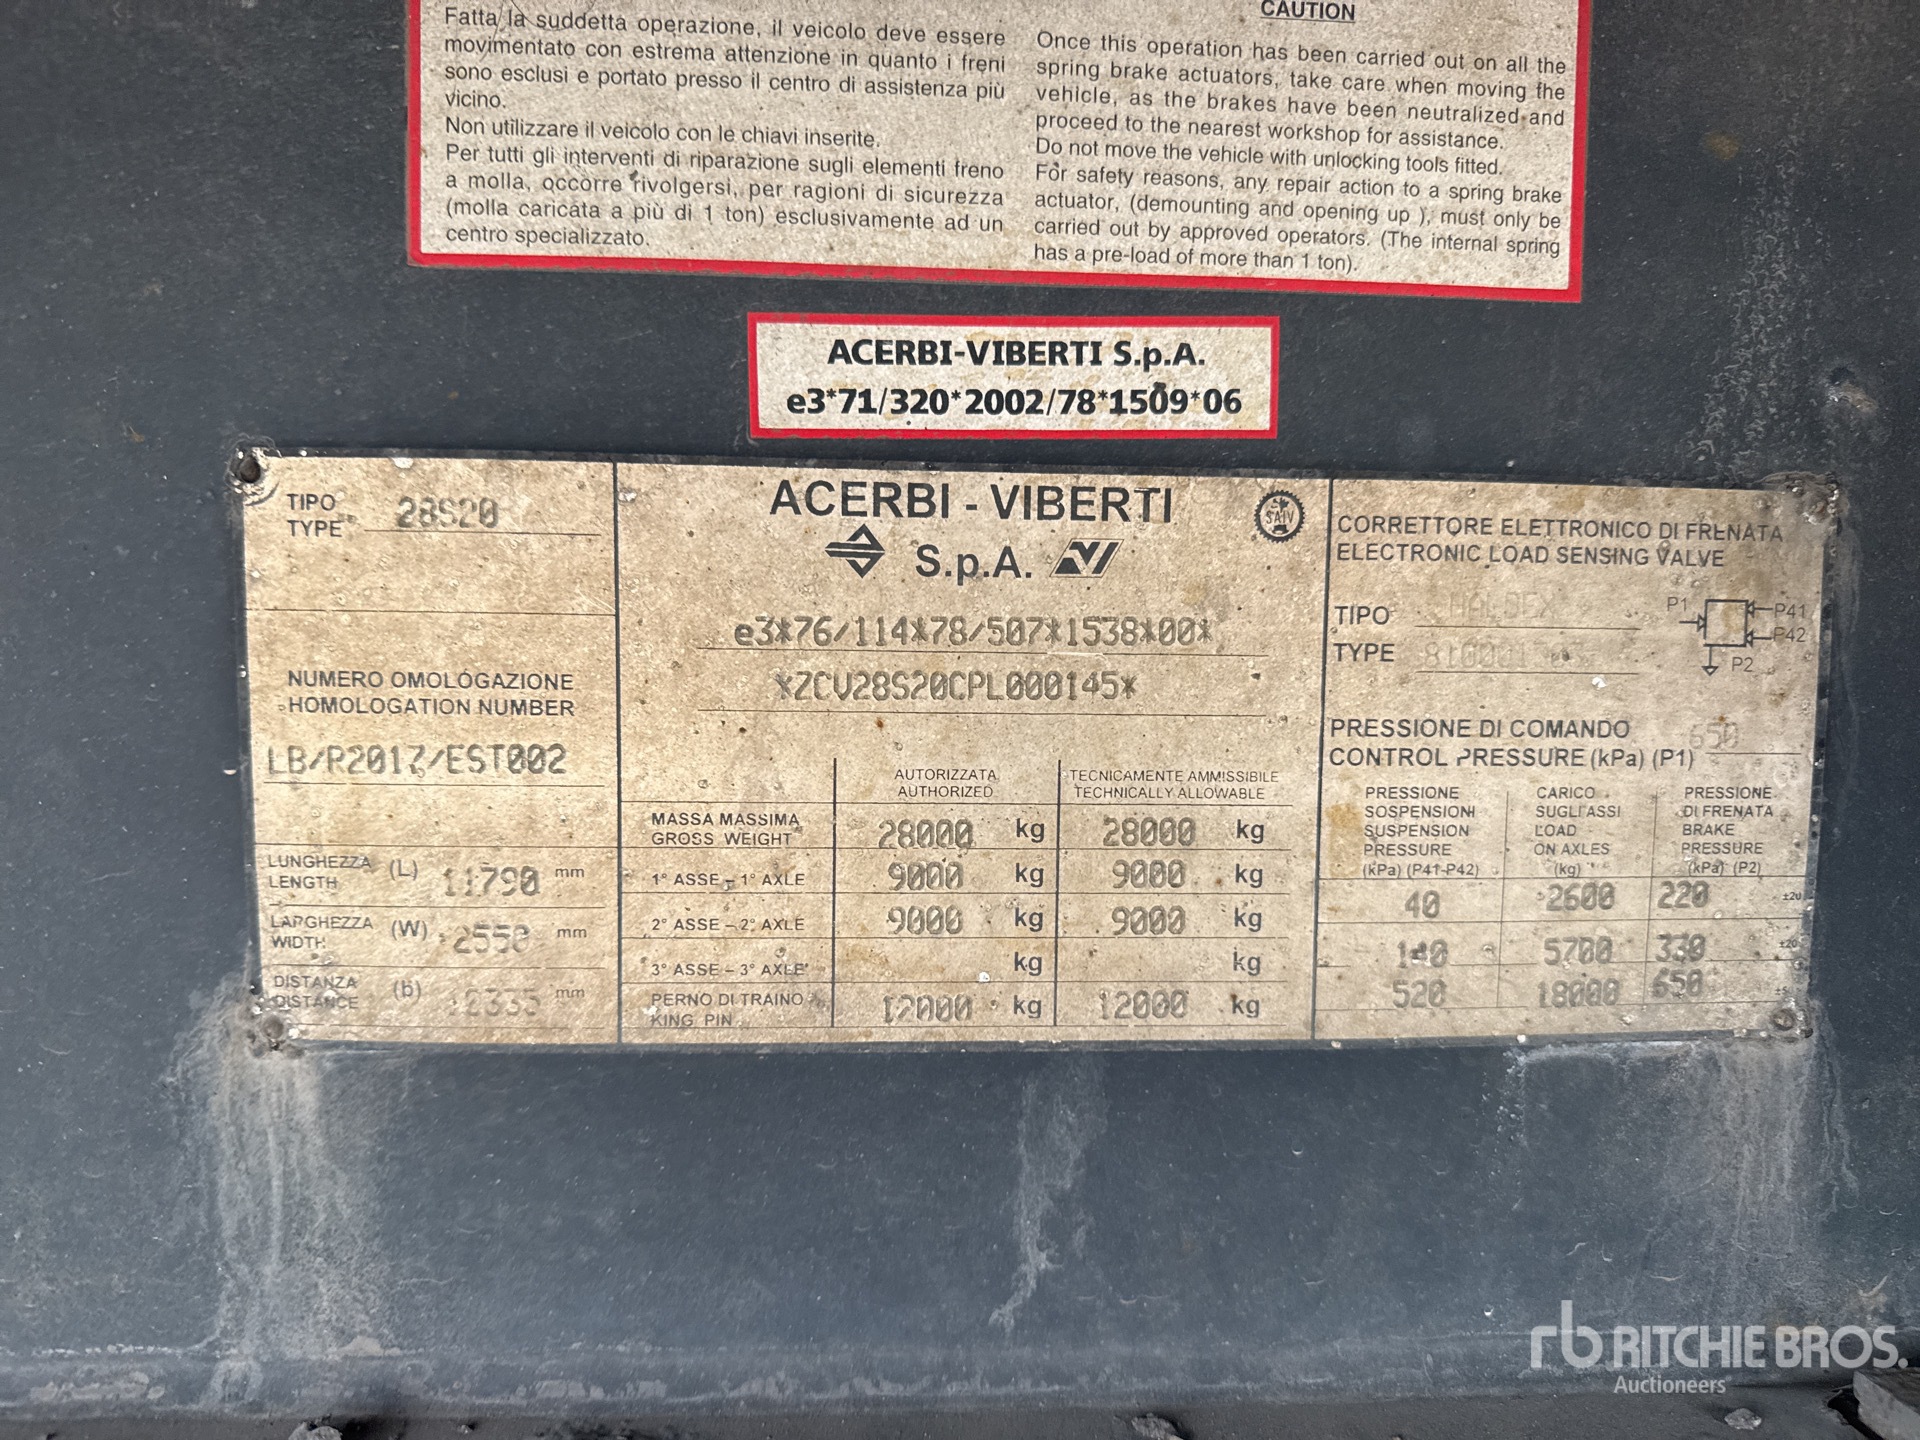 Fatta la suddetta operazione, il veicolo deve essere
movimentato con estrema attenzione in quanto i freni
sono esclusi e portato presso il centro di assistenza più
vicino.
Non utilizzare il veicolo con le chiavi inserite.
Per tutti gli interventi di riparazione sugli elementi freno
a molla, occorre rivolgersi, per ragioni di sicurezza
(molla caricata a più di 1 ton) esclusivamente ad un
centro specializzato.
CAUTION
Once this operation has been carried out on all the
spring brake actuators, take care when moving the
vehicle, as the brakes have been neutralized and
proceed to the nearest workshop for assistance.
Do not move the vehicle with unlocking tools fitted.
For safety reasons, any repair action to a spring brake
actuator, (demounting and opening up ), must only be
carried out by approved operators. (The internal spring
has a pre-load of more than 1 ton).
ACERBI-VIBERTI S.p.A.
e3*71/320*2002/78*1509*06
TIPO
TYPE 28S20
NUMERO OMOLOGAZIONE
HOMOLOGATION NUMBER
LB/P2017/EST002
LUNGHEZZA
LENGTH (L) 11790 mm
LARGHEZZA
WIDTH (W) 2550 mm
DISTANZA
DISTANCE (b) mm
ACERBI - VIBERTI
S.p.A.
SAIV
e3*76/114*78/507*1538*00*
*ZCV28S20CPL000145*
AUTORIZZATA
AUTHORIZED
TECNICAMENTE AMMISSIBILE
TECHNICALLY ALLOWABLE
MASSA MASSIMA
GROSS WEIGHT 28000 kg 28000 kg
1° ASSE – 1° AXLE 9000 kg 9000 kg
2° ASSE – 2° AXLE 9000 kg 9000 kg
3° ASSE – 3° AXLE kg kg
PERNO DI TRAINO
KING PIN 12000 kg 12000 kg
CORRETTORE ELETTRONICO DI FRENATA
ELECTRONIC LOAD SENSING VALVE
TIPO HALDEX
TYPE
P1 P41
P42
P2
PRESSIONE DI COMANDO
CONTROL PRESSURE (kPa) (P1) 650
PRESSIONE
SOSPENSIONI
SUSPENSION
PRESSURE
(kPa) (P41-P42)
CARICO
SUGLI ASSI
LOAD
ON AXLES
(kg)
PRESSIONE
DI FRENATA
BRAKE
PRESSURE
(kPa) (P2)
40 2600 220 ±20
140 5700 330 ±20
520 18000 650
rb RITCHIE BROS.
Auctioneers